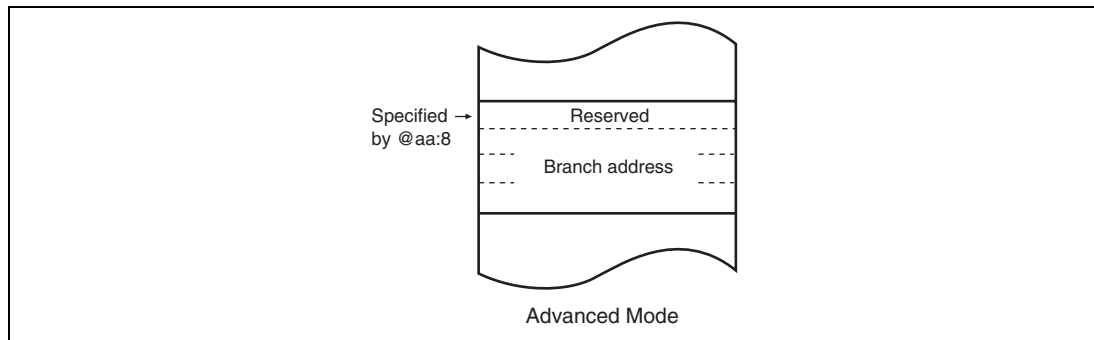 Specified →
by @aa:8
Reserved
Branch address
Advanced Mode